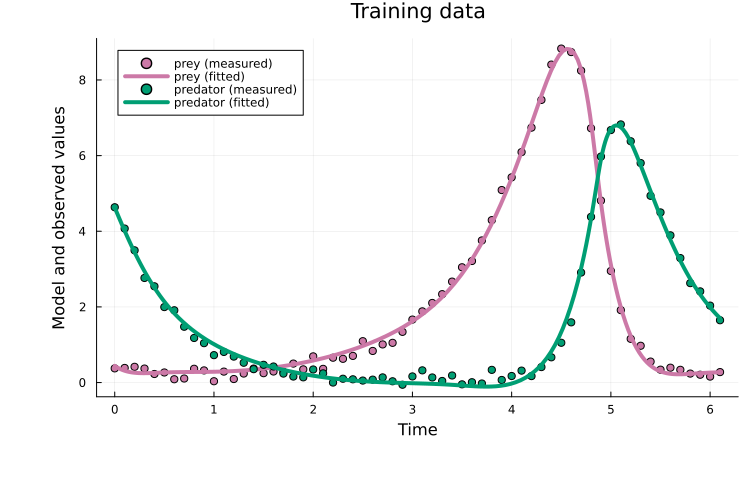 Training data
prey (measured)
prey (fitted)
predator (measured)
predator (fitted)
Model and observed values
8
6
4
2
0
0 1 2 3 4 5 6
Time